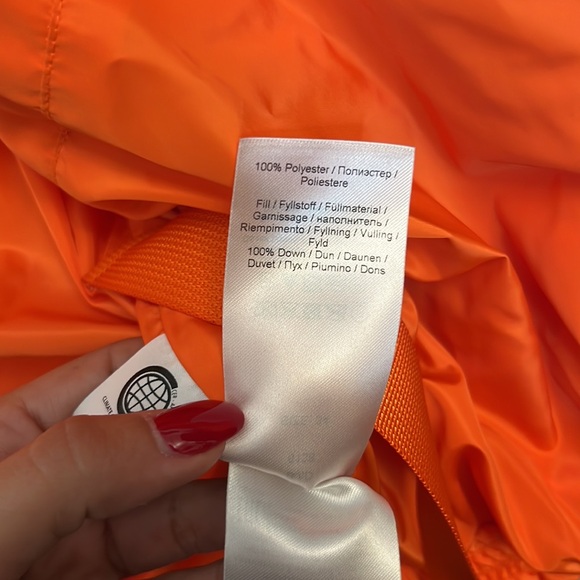 100% Polyester / Полиэстер /
Poliestere
Fill / Fyllstoff / Füllmaterial /
Garnissage / наполнитель /
Riempimento / Fyllning / Vulling /
Fyld
100% Down / Dun / Daunen /
Duvet / Пух / Piumino / Dons
CLIMATE